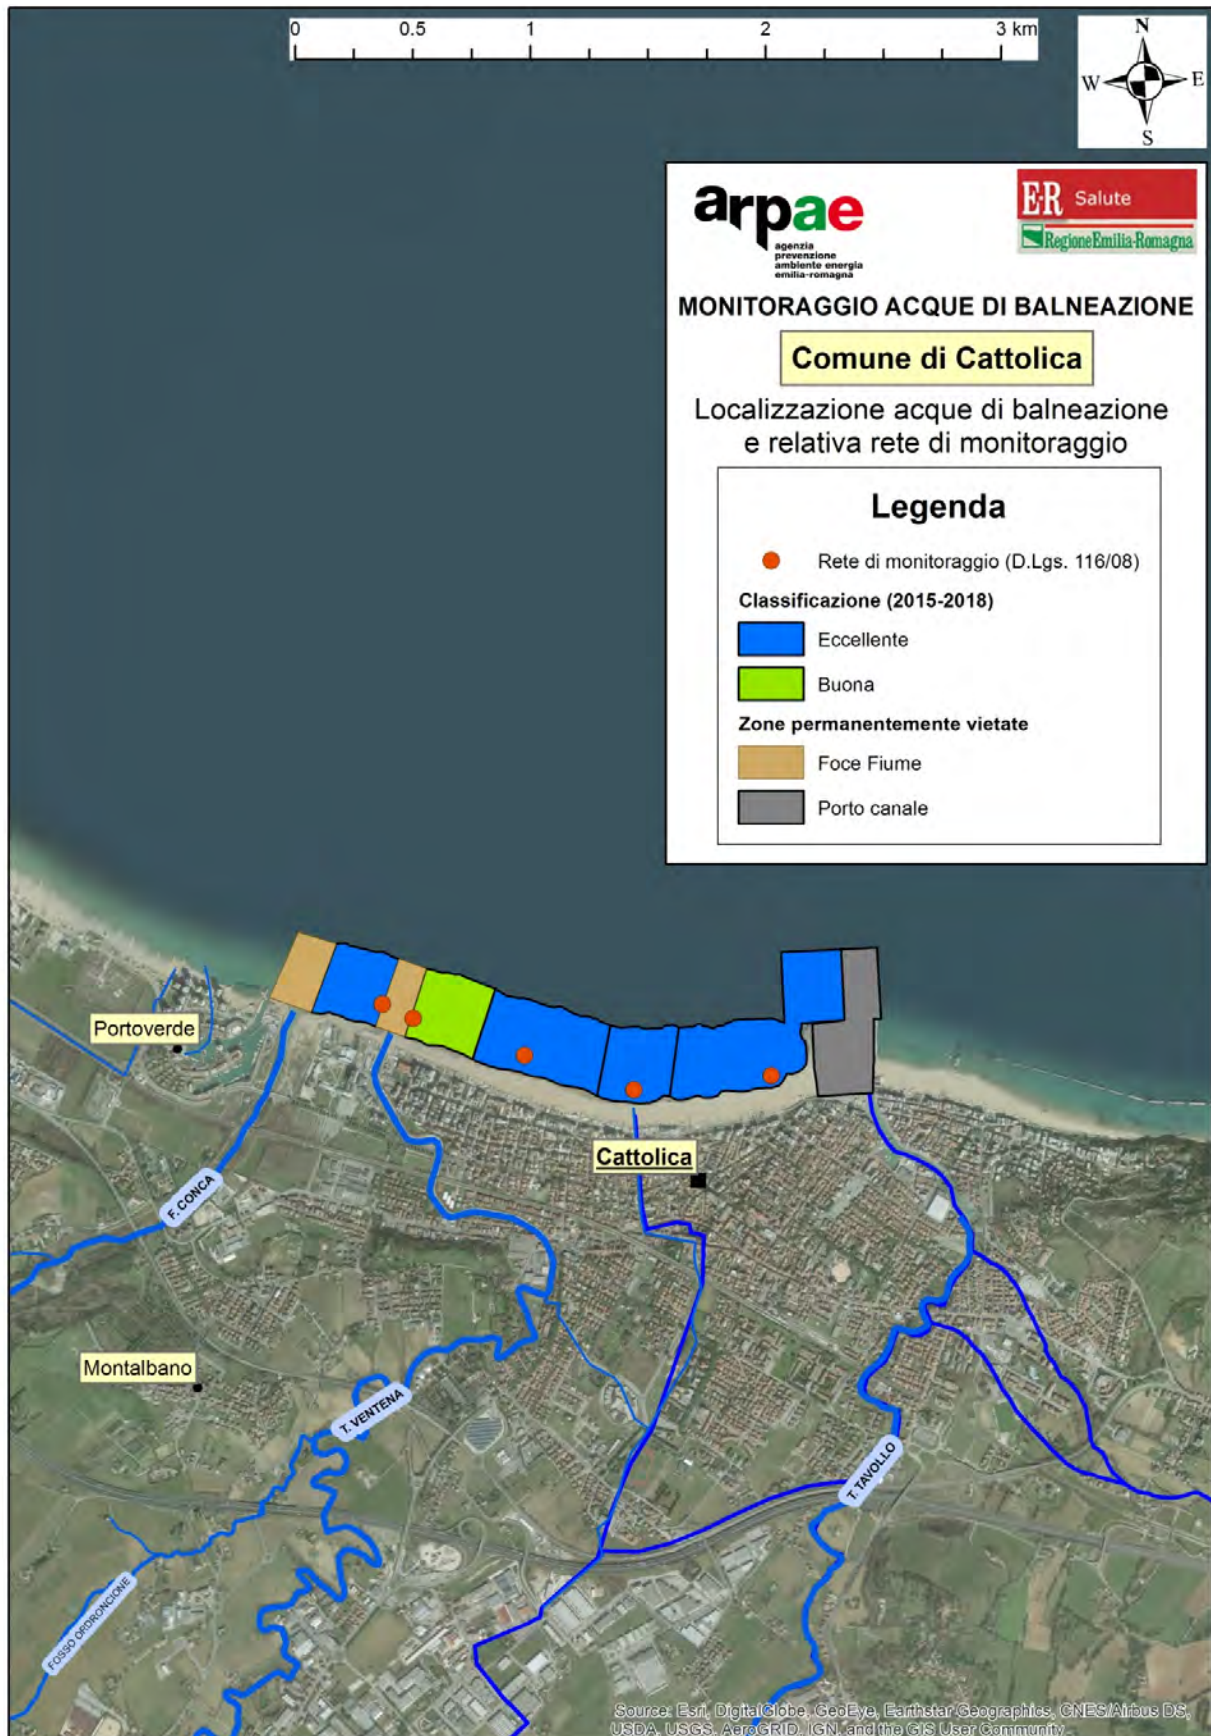 0 0.5 1 2 3 km
N
W E
S
arpae
agenzia
prevenzione
ambiente energia
emilia-romagna
E-R Salute
RegioneEmilia-Romagna
MONITORAGGIO ACQUE DI BALNEAZIONE
Comune di Cattolica
Localizzazione acque di balneazione
e relativa rete di monitoraggio
Legenda
Rete di monitoraggio (D.Lgs. 116/08)
Classificazione (2015-2018)
Eccellente
Buona
Zone permanentemente vietate
Foce Fiume
Porto canale
Portoverde
Cattolica
F. CONCA
Montalbano
T. VENTENA
T. TAVOLLO
FOSSO ORDRONCIONE
Source: Esri, DigitalGlobe, GeoEye, Earthstar Geographics, CNES/Airbus DS,
USDA, USGS, AeroGRID, IGN, and the GIS User Community